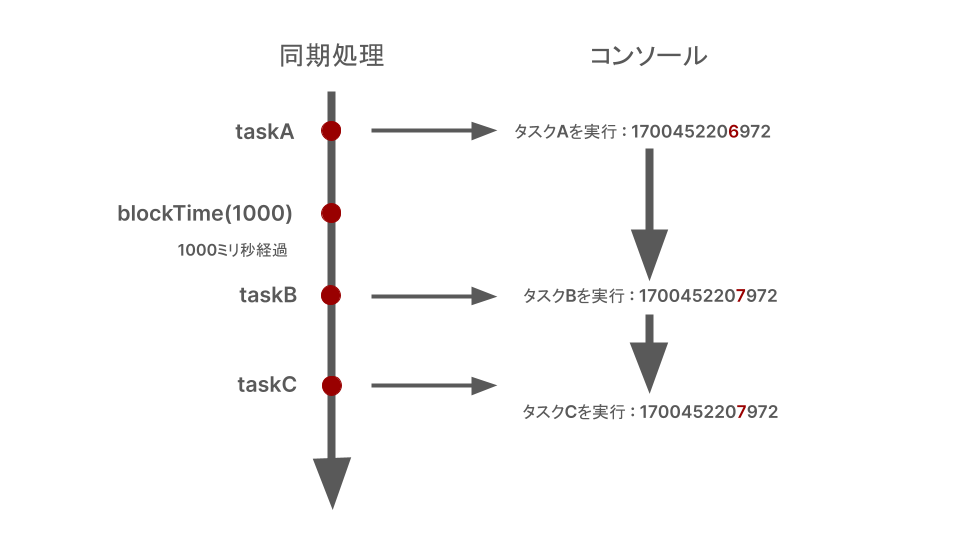 同期処理
コンソール
taskA
タスクAを実行：1700452206972
blockTime(1000)
1000ミリ秒経過
taskB
タスクBを実行：1700452207972
taskC
タスクCを実行：1700452207972